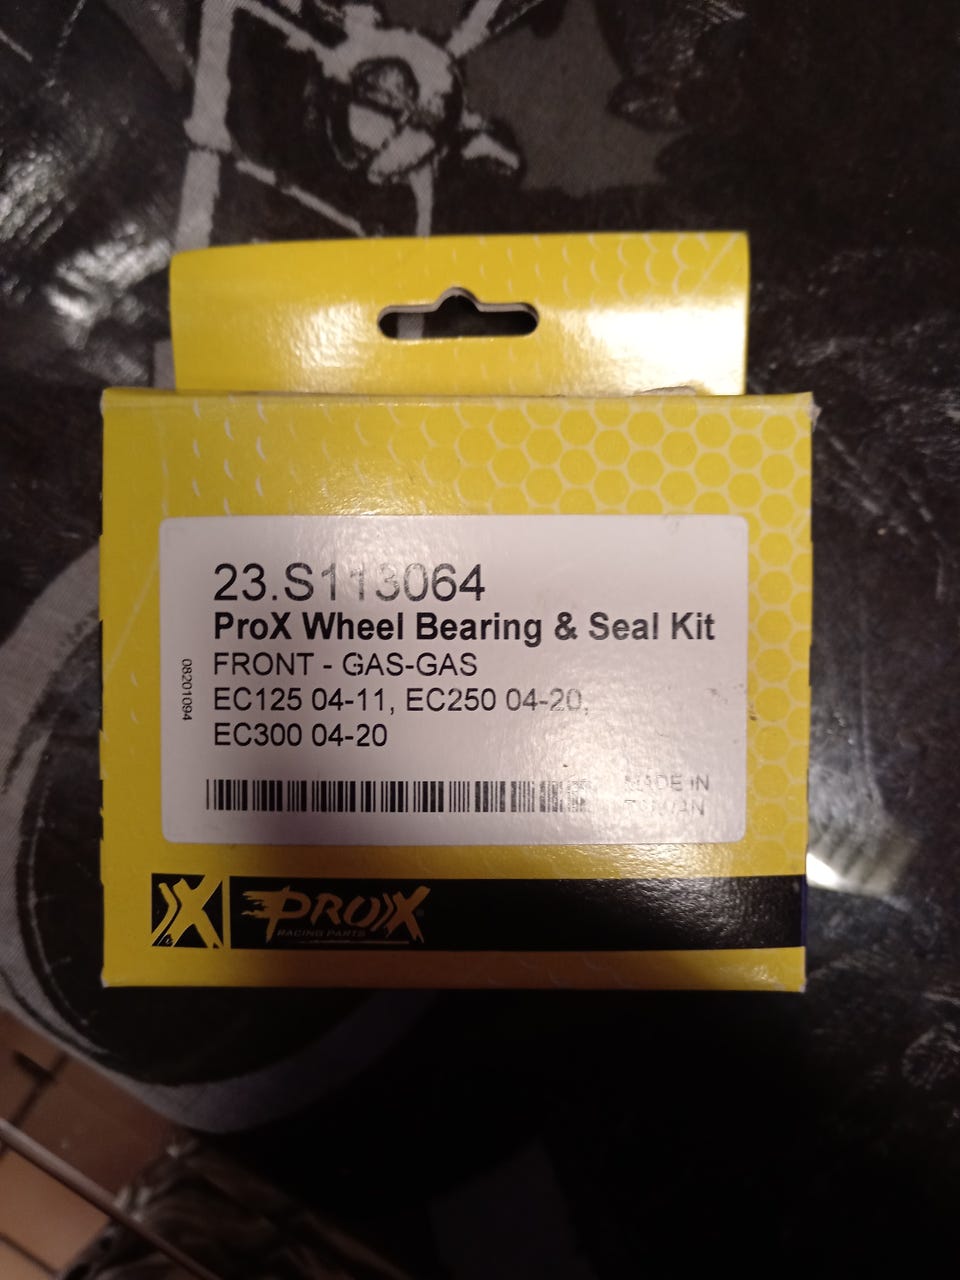 23.S113064
ProX Wheel Bearing & Seal Kit
FRONT - GAS-GAS
EC125 04-11, EC250 04-20,
EC300 04-20
08201094
MADE IN
TAIWAN
PROX
RACING PARTS